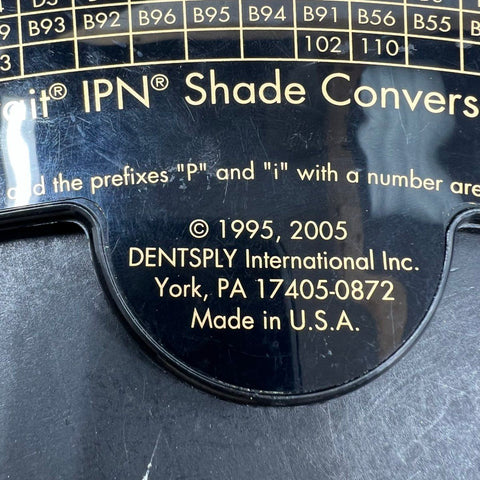 B93 B92 B96 B95 B94 B91 B56 B55
102 110
IPN® Shade
the prefixes "P" and "i" with a number are
© 1995, 2005
DENTSPLY International Inc.
York, PA 17405-0872
Made in U.S.A.